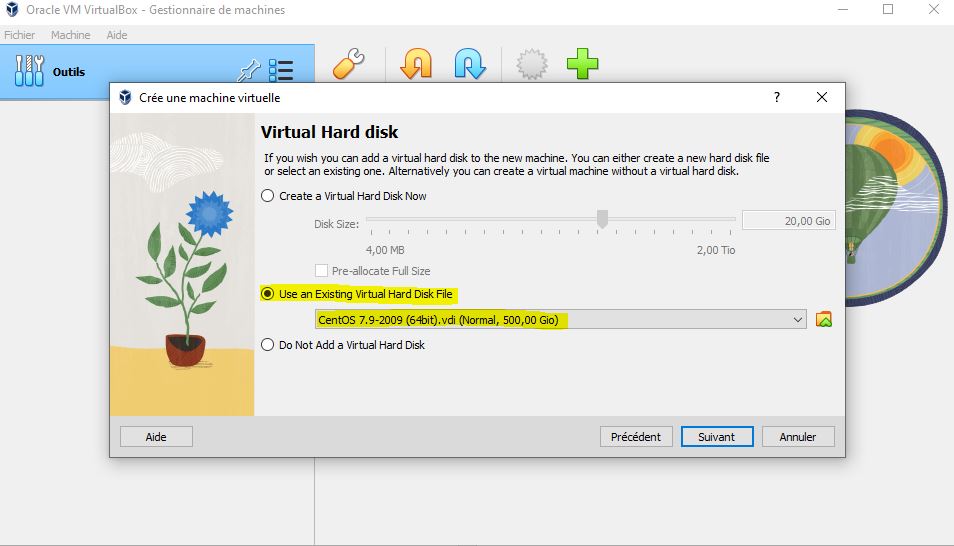 Oracle VM VirtualBox - Gestionnaire de machines
Fichier Machine Aide
Outils
Crée une machine virtuelle
?
Virtual Hard disk
If you wish you can add a virtual hard disk to the new machine. You can either create a new hard disk file
or select an existing one. Alternatively you can create a virtual machine without a virtual hard disk.
Create a Virtual Hard Disk Now
Disk Size: 20,00 Gio
4,00 MB 2,00 Tio
Pre-allocate Full Size
Use an Existing Virtual Hard Disk File
CentOS 7.9-2009 (64bit).vdi (Normal, 500,00 Gio)
Do Not Add a Virtual Hard Disk
Aide Précédent Suivant Annuler